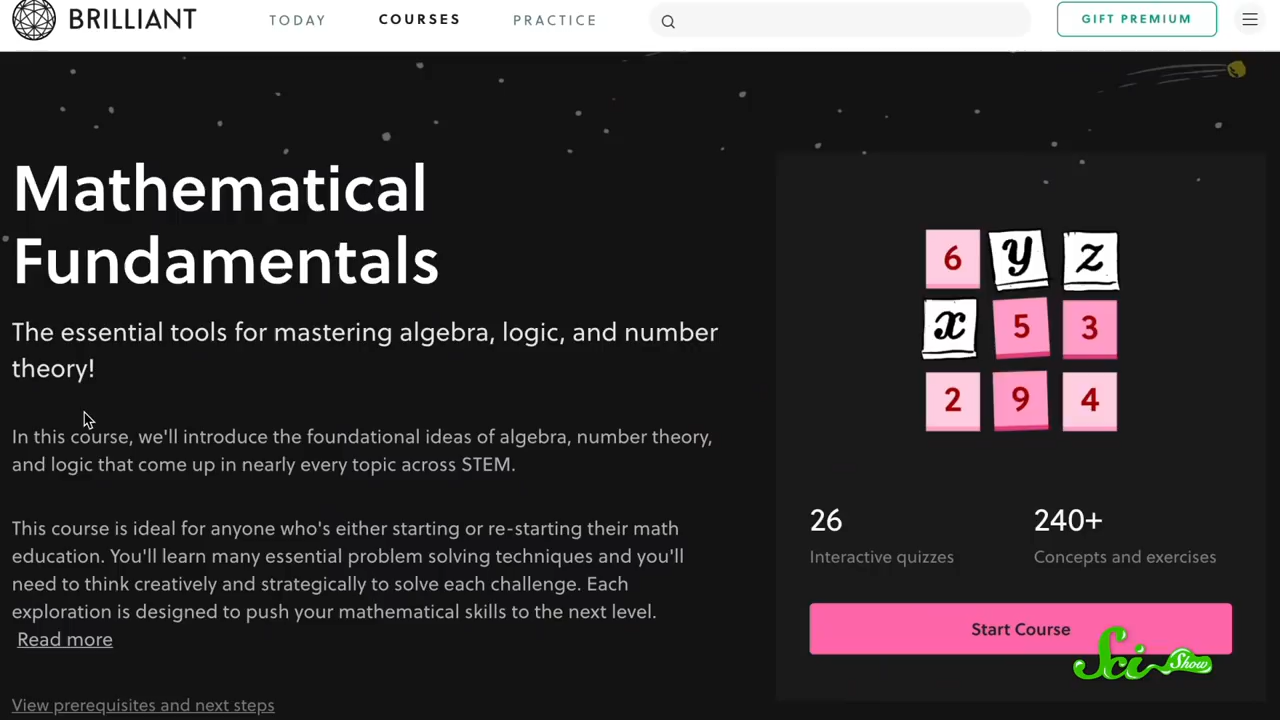 BRILLIANT
TODAY
COURSES
PRACTICE
GIFT PREMIUM
Mathematical
Fundamentals
The essential tools for mastering algebra, logic, and number
theory!
In this course, we'll introduce the foundational ideas of algebra, number theory,
and logic that come up in nearly every topic across STEM.
This course is ideal for anyone who's either starting or re-starting their math
education. You'll learn many essential problem solving techniques and you'll
need to think creatively and strategically to solve each challenge. Each
exploration is designed to push your mathematical skills to the next level.
Read more
View prerequisites and next steps
6 y z
x 5 3
2 9 4
26
Interactive quizzes
240+
Concepts and exercises
Start Course
Sci Show